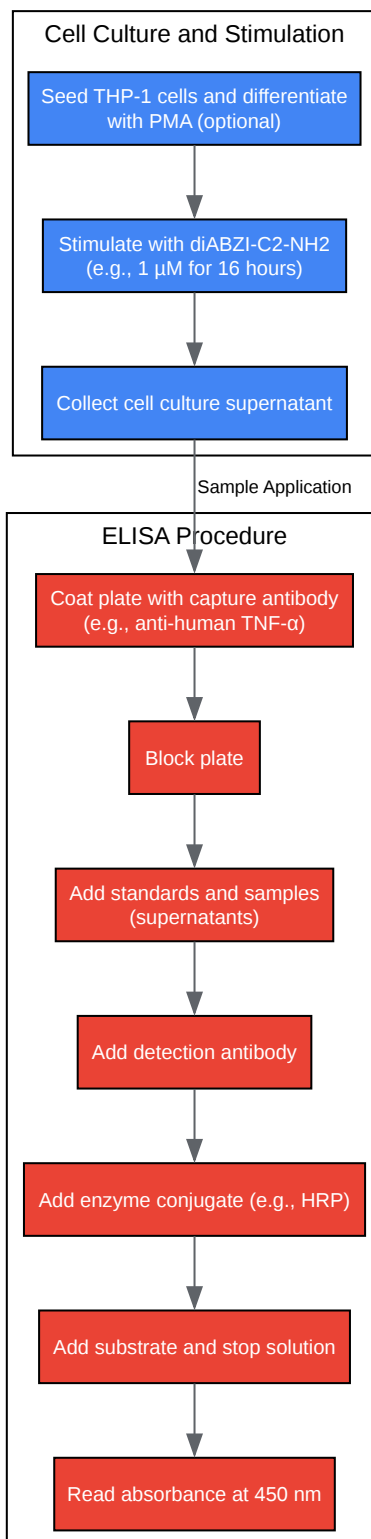 Cell Culture and Stimulation
Seed THP-1 cells and differentiate
with PMA (optional)
Stimulate with diABZI-C2-NH2
(e.g., 1 µM for 16 hours)
Collect cell culture supernatant
Sample Application
ELISA Procedure
Coat plate with capture antibody
(e.g., anti-human TNF-α)
Block plate
Add standards and samples
(supernatants)
Add detection antibody
Add enzyme conjugate (e.g., HRP)
Add substrate and stop solution
Read absorbance at 450 nm